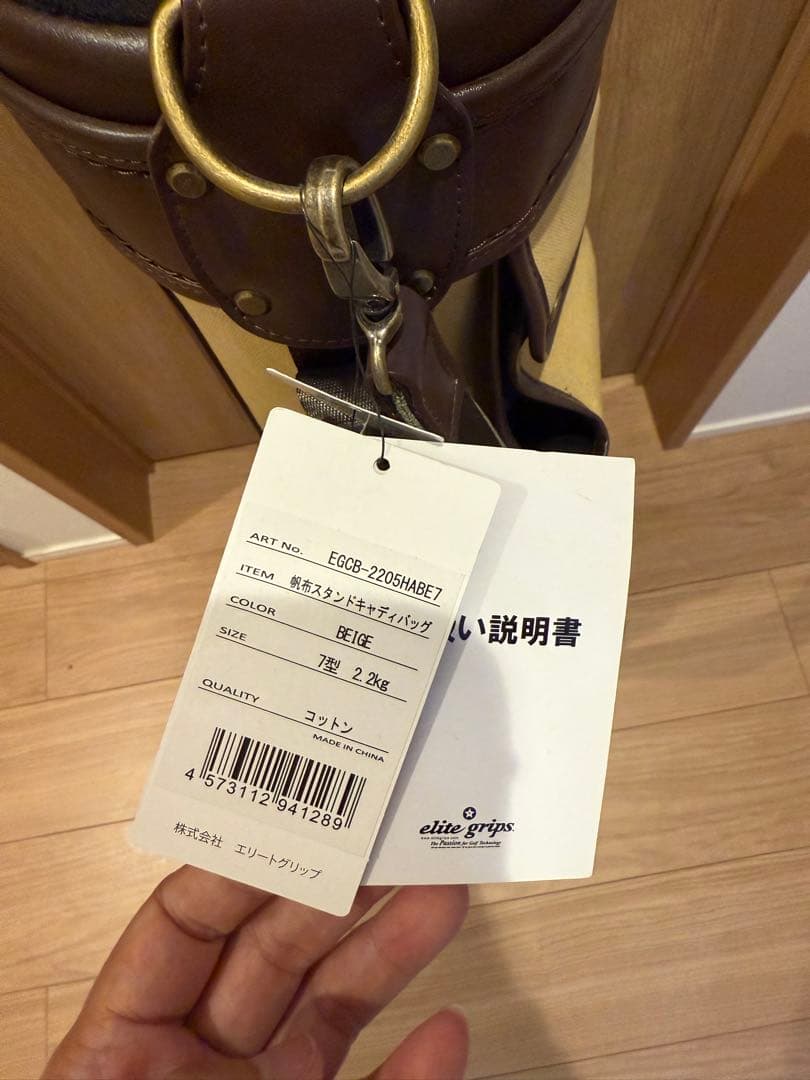 ART No. EGCB-2205HABE7
ITEM 帆布スタンドキャディバッグ
COLOR BEIGE
SIZE 7型 2.2kg
QUALITY コットン
MADE IN CHINA
4 573112 941289
株式会社 エリートグリップ
い説明書
elite grips
www.elitegrips.com
The Passion for Golf Technology